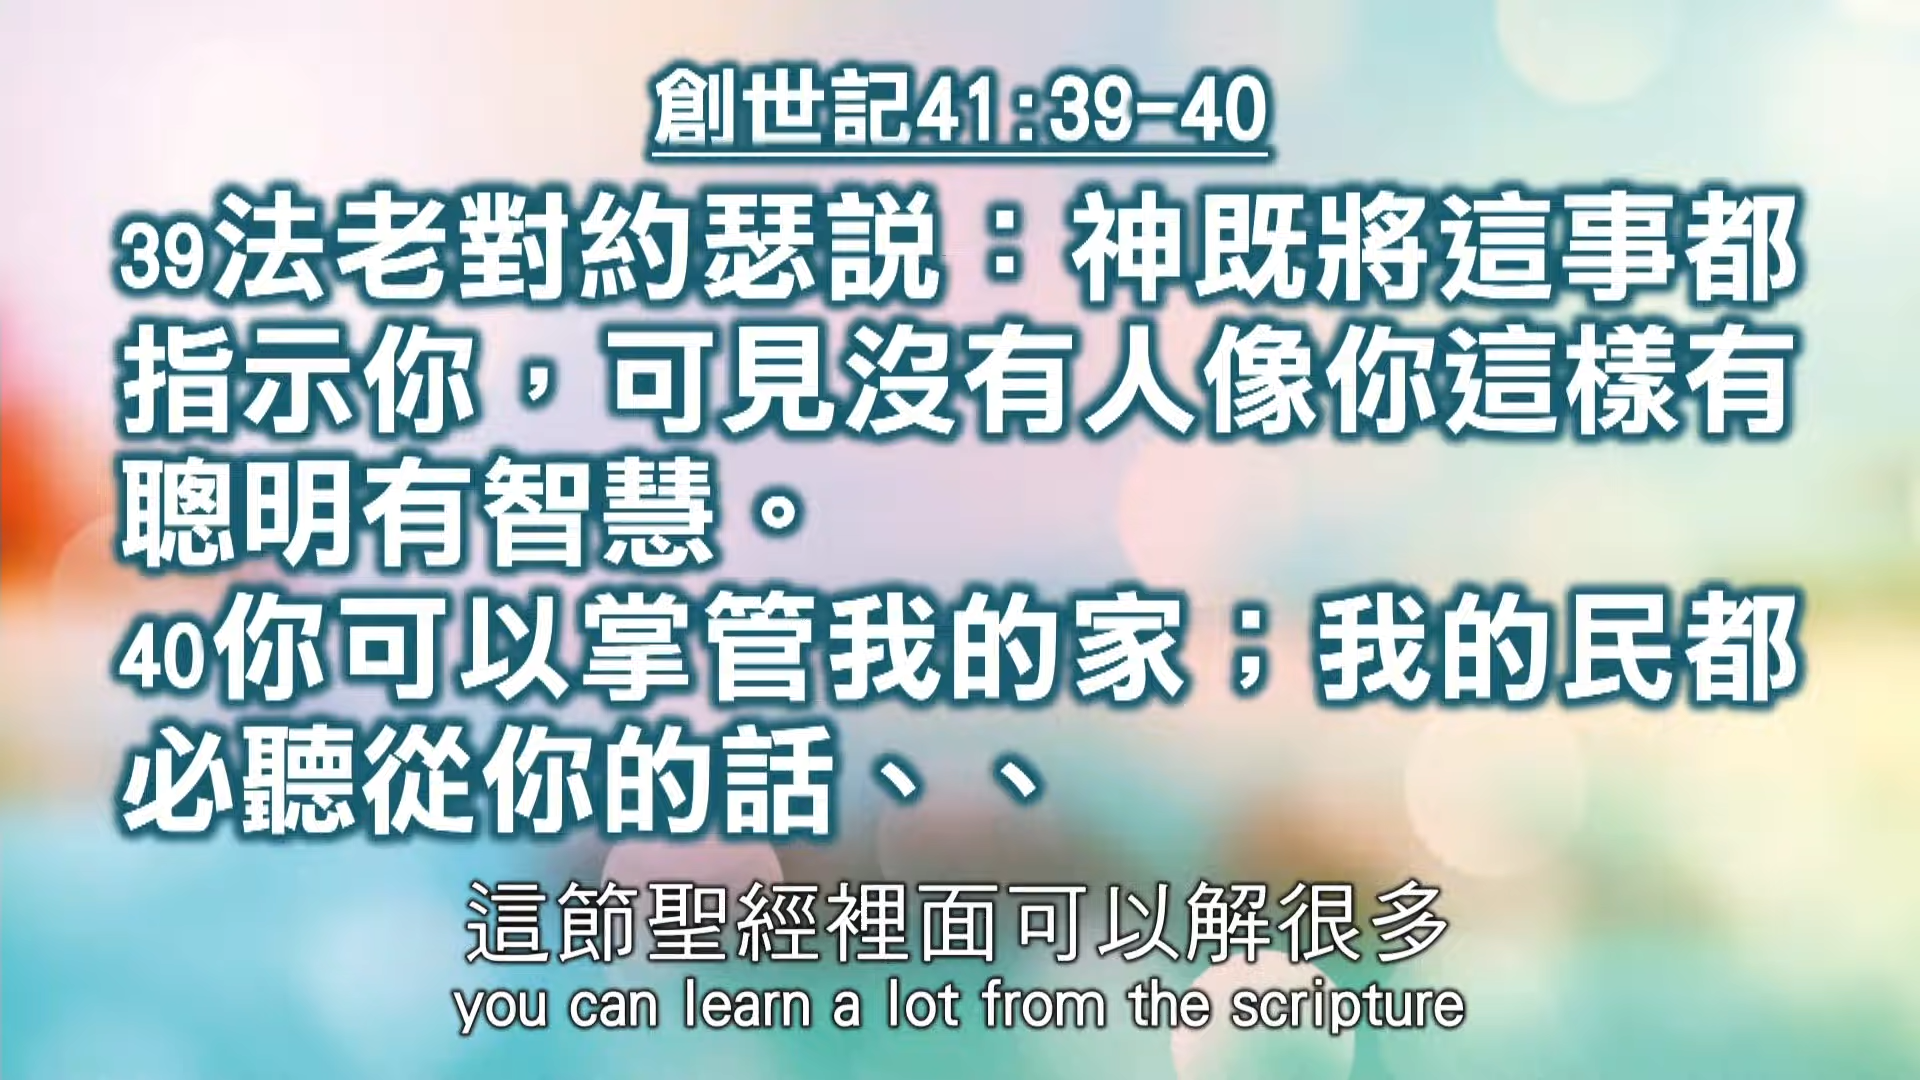 創世記41:39-40
39法老對約瑟説：神既將這事都
指示你，可見沒有人像你這樣有
聰明有智慧。
40你可以掌管我的家；我的民都
必聽從你的話、、
這節聖經裡面可以解很多
you can learn a lot from the scripture